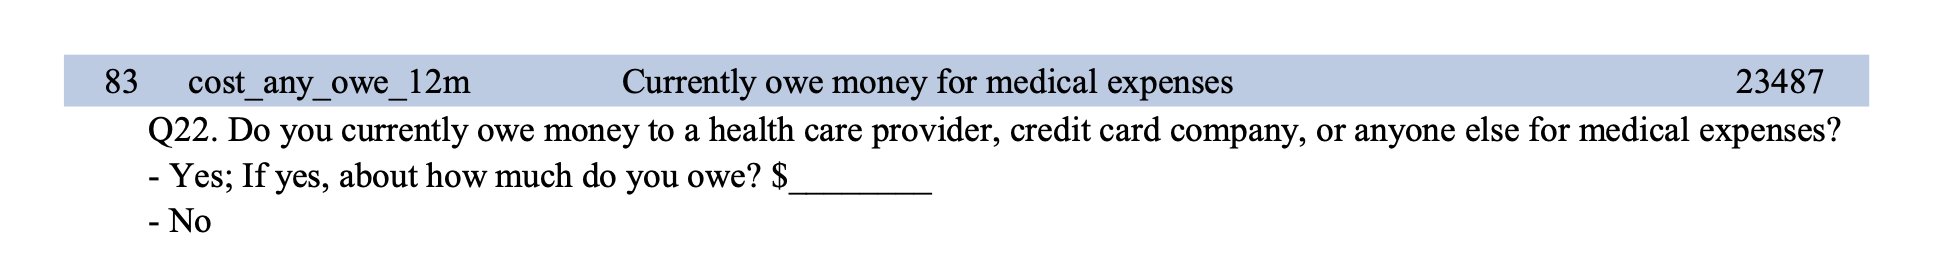 83 cost_any_owe_12m Currently owe money for medical expenses 23487
Q22. Do you currently owe money to a health care provider, credit card company, or anyone else for medical expenses?
- Yes; If yes, about how much do you owe? $________
- No